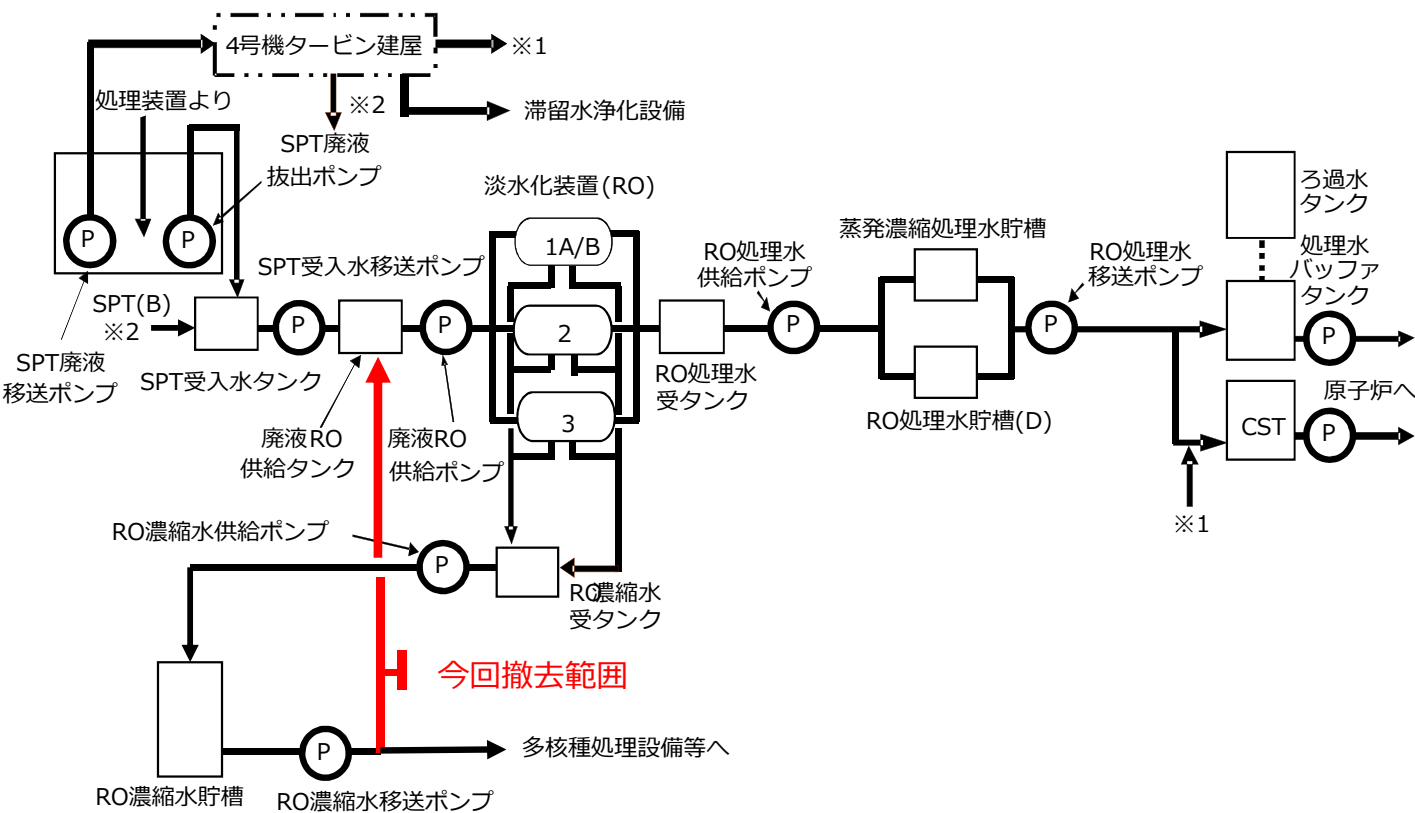 4号機タービン建屋
※1
処理装置より
※2
滞留水浄化設備
SPT廃液
抜出ポンプ
P
P
淡水化装置(RO)
1A/B
2
3
SPT(B)
※2
SPT廃液
移送ポンプ
SPT受入水タンク
SPT受入水移送ポンプ
P
P
廃液RO
供給タンク
廃液RO
供給ポンプ
RO処理水
受タンク
RO処理水
供給ポンプ
P
蒸発濃縮処理水貯槽
RO処理水貯槽(D)
RO処理水
移送ポンプ
P
ろ過水
タンク
処理水
バッファ
タンク
P
原子炉へ
CST
P
※1
RO濃縮水供給ポンプ
P
RO濃縮水
受タンク
今回撤去範囲
P
多核種処理設備等へ
RO濃縮水貯槽
RO濃縮水移送ポンプ